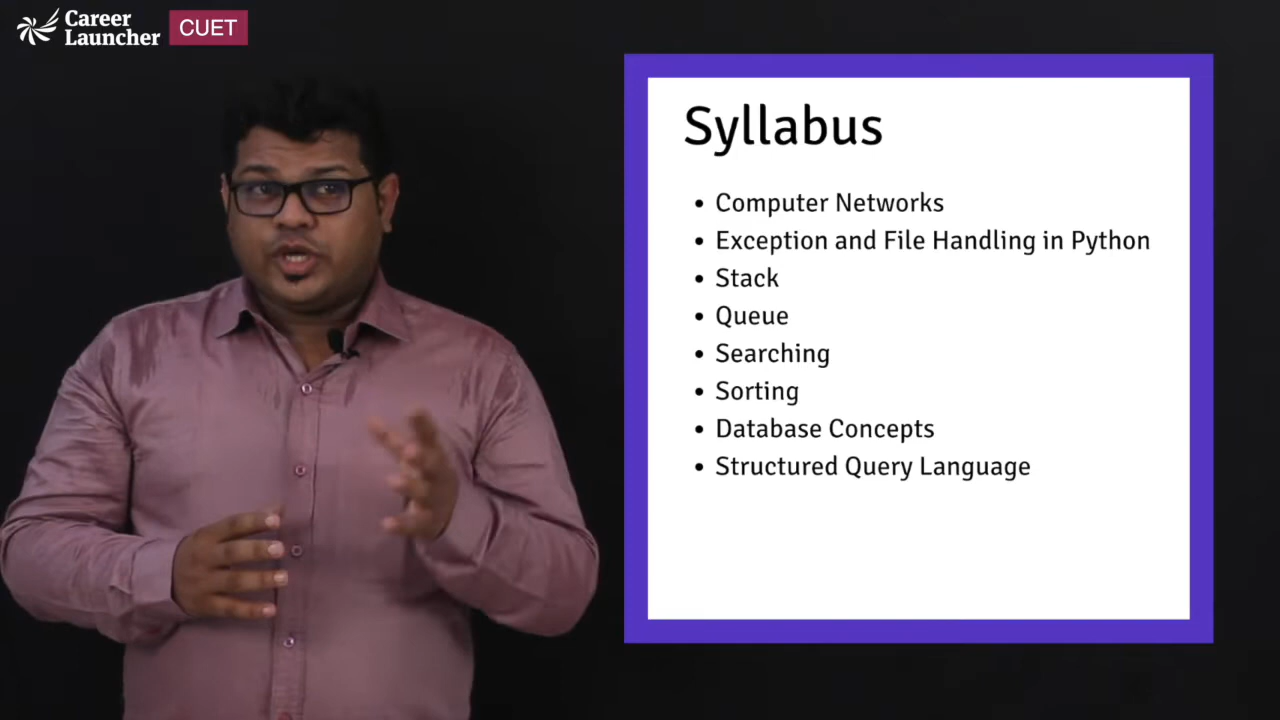 Career
Launcher
CUET
Syllabus
• Computer Networks
• Exception and File Handling in Python
• Stack
• Queue
• Searching
• Sorting
• Database Concepts
• Structured Query Language